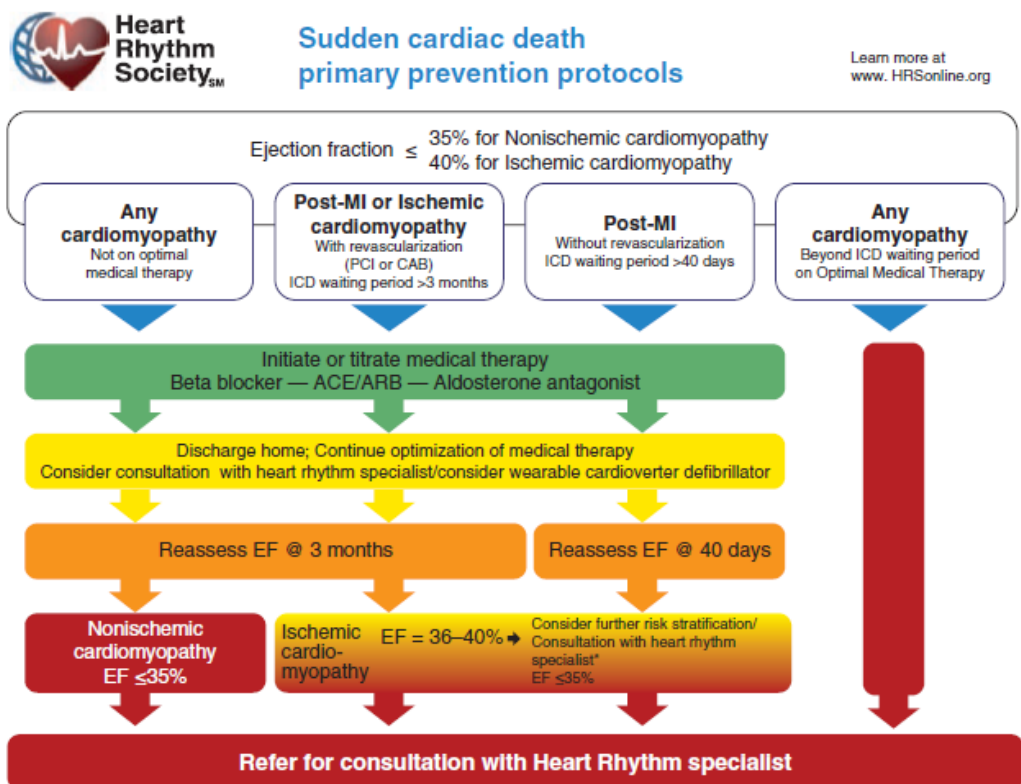 Heart
Rhythm
Society SM
Sudden cardiac death
primary prevention protocols
Learn more at
www. HRSonline.org
Ejection fraction ≤
35% for Nonischemic cardiomyopathy
40% for Ischemic cardiomyopathy
Any
cardiomyopathy
Not on optimal
medical therapy
Post-MI or Ischemic
cardiomyopathy
With revascularization
(PCI or CAB)
ICD waiting period >3 months
Post-MI
Without revascularization
ICD waiting period >40 days
Any
cardiomyopathy
Beyond ICD waiting period
on Optimal Medical Therapy
Initiate or titrate medical therapy
Beta blocker — ACE/ARB — Aldosterone antagonist
Discharge home; Continue optimization of medical therapy
Consider consultation with heart rhythm specialist/consider wearable cardioverter defibrillator
Reassess EF @ 3 months
Reassess EF @ 40 days
Nonischemic
cardiomyopathy
EF ≤35%
Ischemic
cardio-
myopathy
EF = 36–40% ➔
Consider further risk stratification/
Consultation with heart rhythm
specialist*
EF ≤35%
Refer for consultation with Heart Rhythm specialist